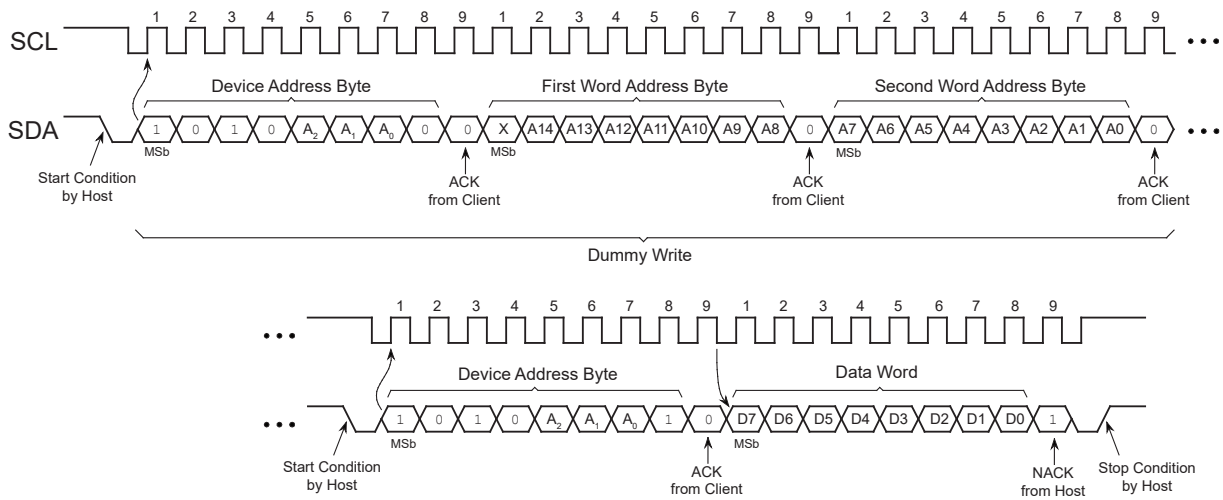 SCL 1 2 3 4 5 6 7 8 9 1 2 3 4 5 6 7 8 9 1 2 3 4 5 6 7 8 9 •••
Device Address Byte First Word Address Byte Second Word Address Byte
SDA 1 0 1 0 A₂ A₁ A₀ 0 0 X A14 A13 A12 A11 A10 A9 A8 0 A7 A6 A5 A4 A3 A2 A1 A0 0 •••
MSb MSb MSb
Start Condition
by Host
ACK
from Client
ACK
from Client
ACK
from Client
Dummy Write
••• 1 2 3 4 5 6 7 8 9 1 2 3 4 5 6 7 8 9
Device Address Byte Data Word
••• 1 0 1 0 A₂ A₁ A₀ 1 0 D7 D6 D5 D4 D3 D2 D1 D0 1
MSb MSb
Start Condition
by Host
ACK
from Client
NACK
from Host
Stop Condition
by Host